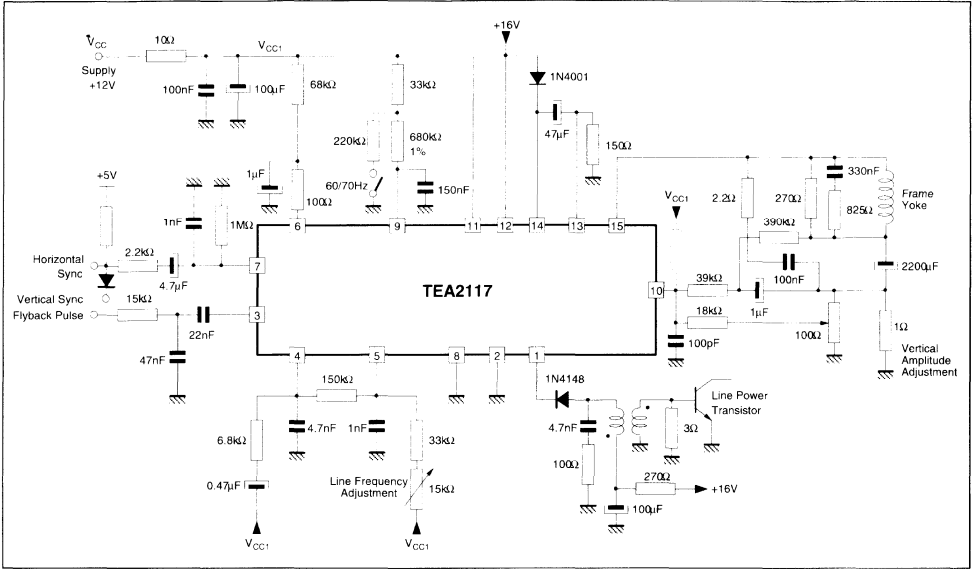 +16V
VCC
10Ω
VCC1
Supply
+12V
100nF
100µF
68kΩ
33kΩ
1N4001
47µF
150Ω
220kΩ
680kΩ
1%
60/70Hz
150nF
1µF
100Ω
+5V
1nF
1MΩ
VCC1
2.2Ω
270Ω
330nF
825Ω
Frame
Yoke
390kΩ
6
9
11
12
14
13
15
Horizontal
Sync
2.2kΩ
4.7µF
7
100nF
2200µF
TEA2117
10
39kΩ
1µF
Vertical Sync
Flyback Pulse
15kΩ
22nF
3
18kΩ
100Ω
1Ω
100pF
Vertical
Amplitude
Adjustment
47nF
4
5
8
2
1
150kΩ
1N4148
Line Power
Transistor
6.8kΩ
4.7nF
1nF
33kΩ
4.7nF
3Ω
100Ω
0.47µF
Line Frequency
Adjustment
15kΩ
270Ω
+16V
100µF
VCC1
VCC1